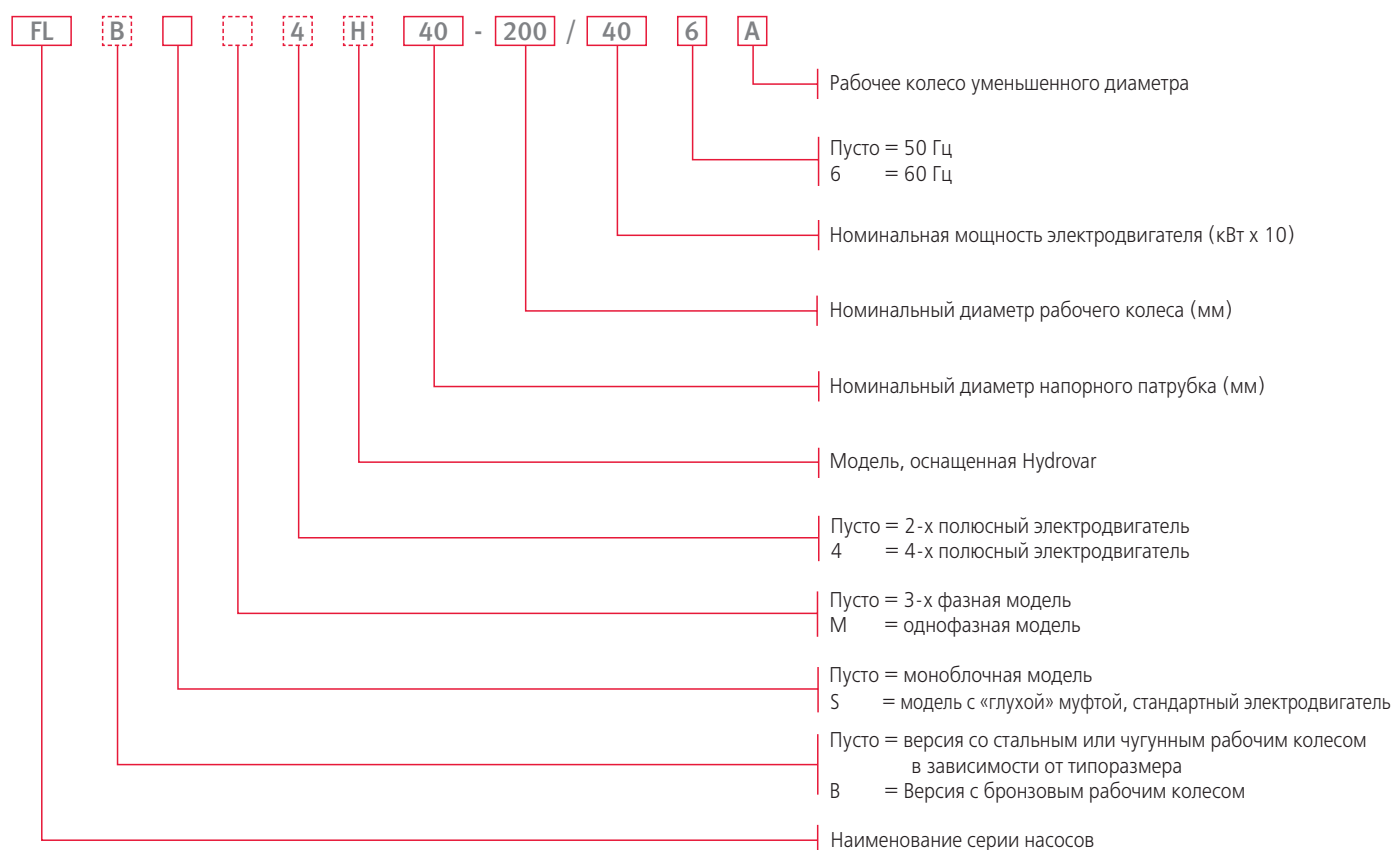 FL B 4 H 40 - 200 / 40 6 A
Рабочее колесо уменьшенного диаметра
Пусто = 50 Гц
6 = 60 Гц
Номинальная мощность электродвигателя (кВт x 10)
Номинальный диаметр рабочего колеса (мм)
Номинальный диаметр напорного патрубка (мм)
Модель, оснащенная Hydrovar
Пусто = 2-х полюсный электродвигатель
4 = 4-х полюсный электродвигатель
Пусто = 3-х фазная модель
М = однофазная модель
Пусто = моноблочная модель
S = модель с «глухой» муфтой, стандартный электродвигатель
Пусто = версия со стальным или чугунным рабочим колесом
в зависимости от типоразмера
В = Версия с бронзовым рабочим колесом
Наименование серии насосов